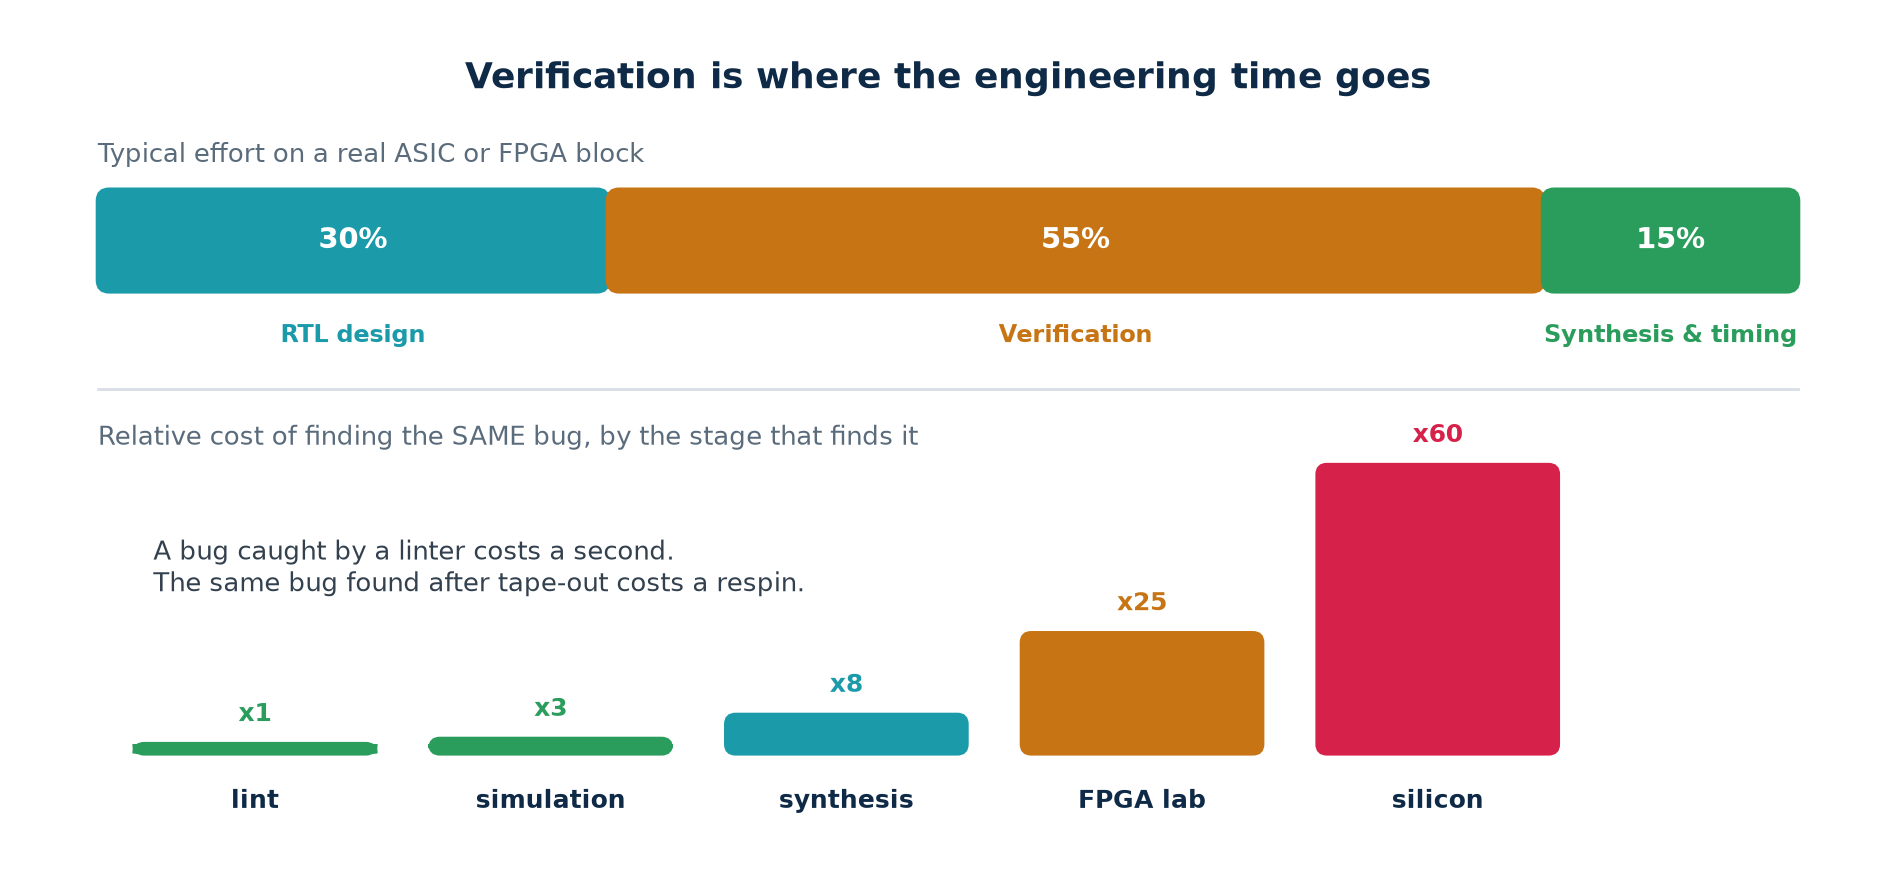 Verification is where the engineering time goes
Typical effort on a real ASIC or FPGA block
30%
55%
15%
RTL design
Verification
Synthesis & timing
Relative cost of finding the SAME bug, by the stage that finds it
A bug caught by a linter costs a second.
The same bug found after tape-out costs a respin.
x1
x3
x8
x25
x60
lint
simulation
synthesis
FPGA lab
silicon